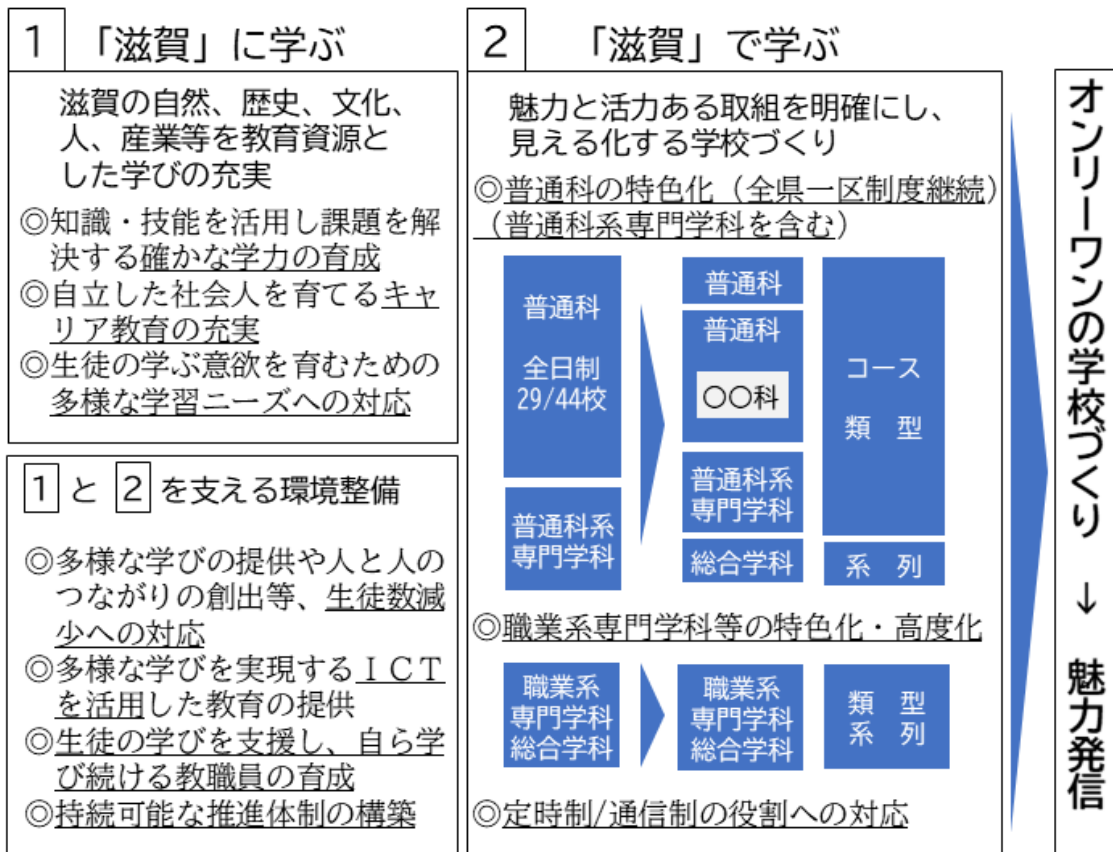 1 「滋賀」に学ぶ
滋賀の自然、歴史、文化、
人、産業等を教育資源と
した学びの充実
◎知識・技能を活用し課題を解
決する確かな学力の育成
◎自立した社会人を育てるキャ
リア教育の充実
◎生徒の学ぶ意欲を育むための
多様な学習ニーズへの対応
1 と 2 を支える環境整備
◎多様な学びの提供や人と人の
つながりの創出等、生徒数減
少への対応
◎多様な学びを実現するＩＣＴ
を活用した教育の提供
◎生徒の学びを支援し、自ら学
び続ける教職員の育成
◎持続可能な推進体制の構築
2 「滋賀」で学ぶ
魅力と活力ある取組を明確にし、
見える化する学校づくり
◎普通科の特色化（全県一区制度継続）
（普通科系専門学科を含む）
普通科
全日制
29/44校
普通科系
専門学科
普通科
普通科
〇〇科
普通科系
専門学科
総合学科
コース
類　型
系　列
◎職業系専門学科等の特色化・高度化
職業系
専門学科
総合学科
職業系
専門学科
総合学科
類　型
系　列
◎定時制/通信制の役割への対応
オンリーワンの学校づくり　↓　魅力発信